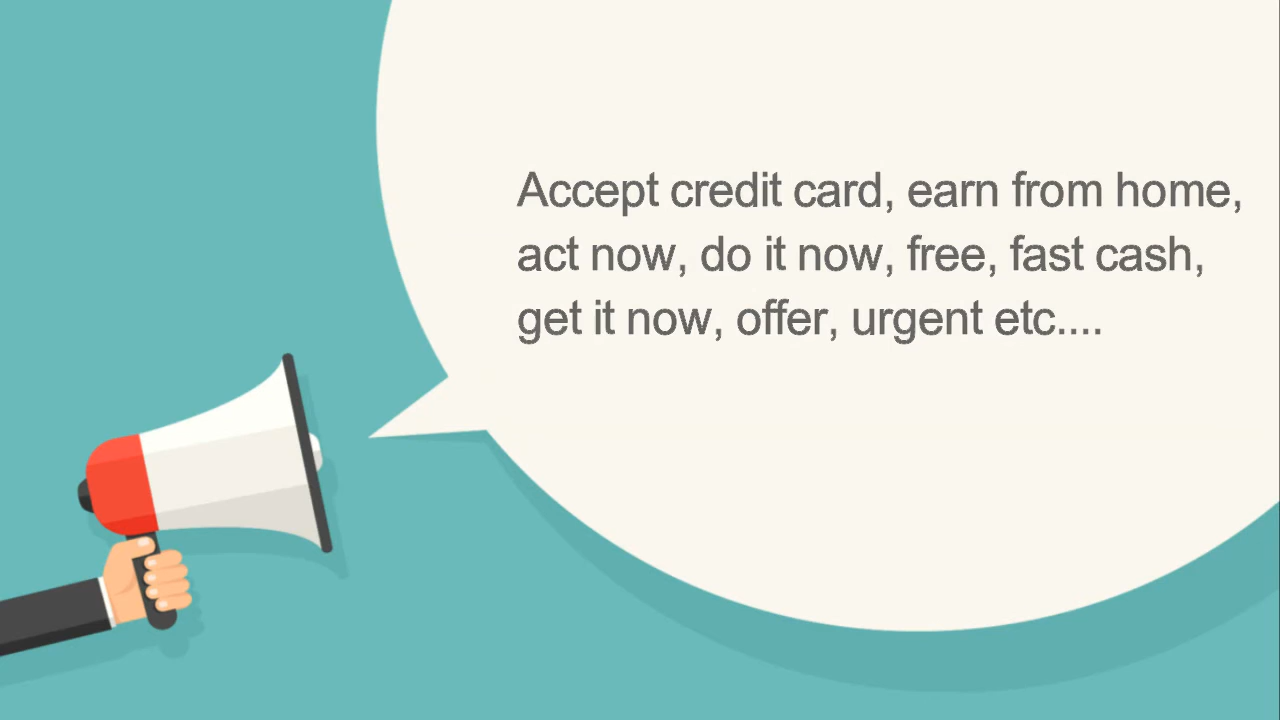 Accept credit card, earn from home,
act now, do it now, free, fast cash,
get it now, offer, urgent etc....